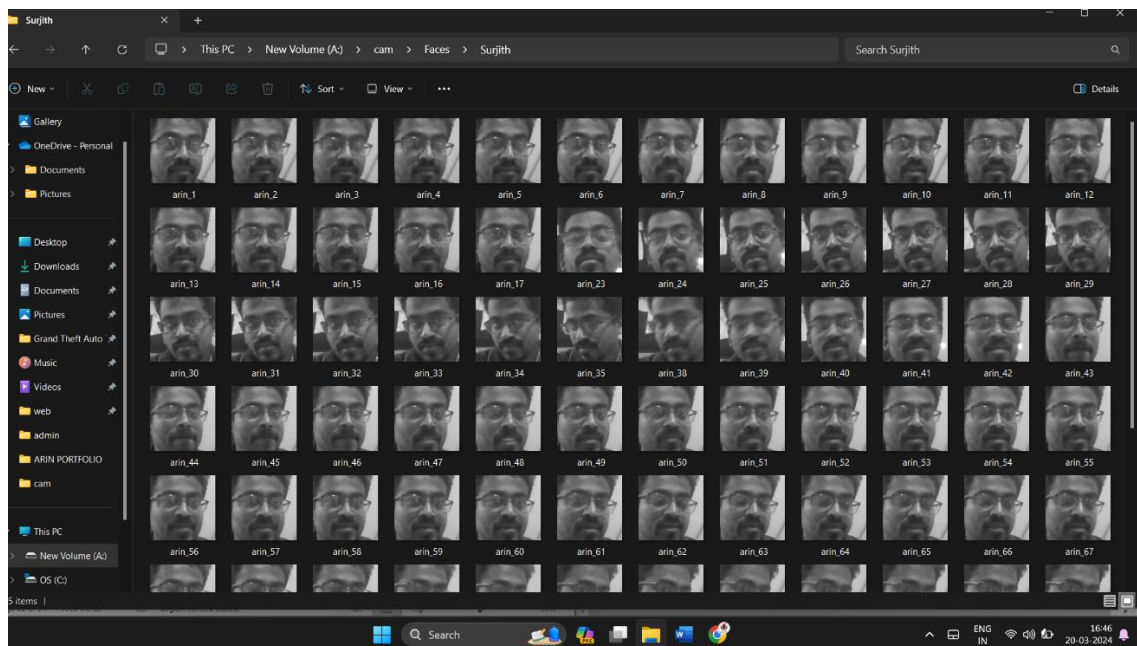 Surjith
This PC > New Volume (A:) > cam > Faces > Surjith
Search Surjith
New
Sort
View
Details
Gallery
OneDrive - Personal
Documents
Pictures
Desktop
Downloads
Documents
Pictures
Grand Theft Auto
Music
Videos
web
admin
ARIN PORTFOLIO
cam
This PC
New Volume (A:)
OS (C:)
arin_1 arin_2 arin_3 arin_4 arin_5 arin_6 arin_7 arin_8 arin_9 arin_10 arin_11 arin_12
arin_13 arin_14 arin_15 arin_16 arin_17 arin_23 arin_24 arin_25 arin_26 arin_27 arin_28 arin_29
arin_30 arin_31 arin_32 arin_33 arin_34 arin_35 arin_38 arin_39 arin_40 arin_41 arin_42 arin_43
arin_44 arin_45 arin_46 arin_47 arin_48 arin_49 arin_50 arin_51 arin_52 arin_53 arin_54 arin_55
arin_56 arin_57 arin_58 arin_59 arin_60 arin_61 arin_62 arin_63 arin_64 arin_65 arin_66 arin_67
5 items
Search
PRE
ENG
IN
16:46
20-03-2024